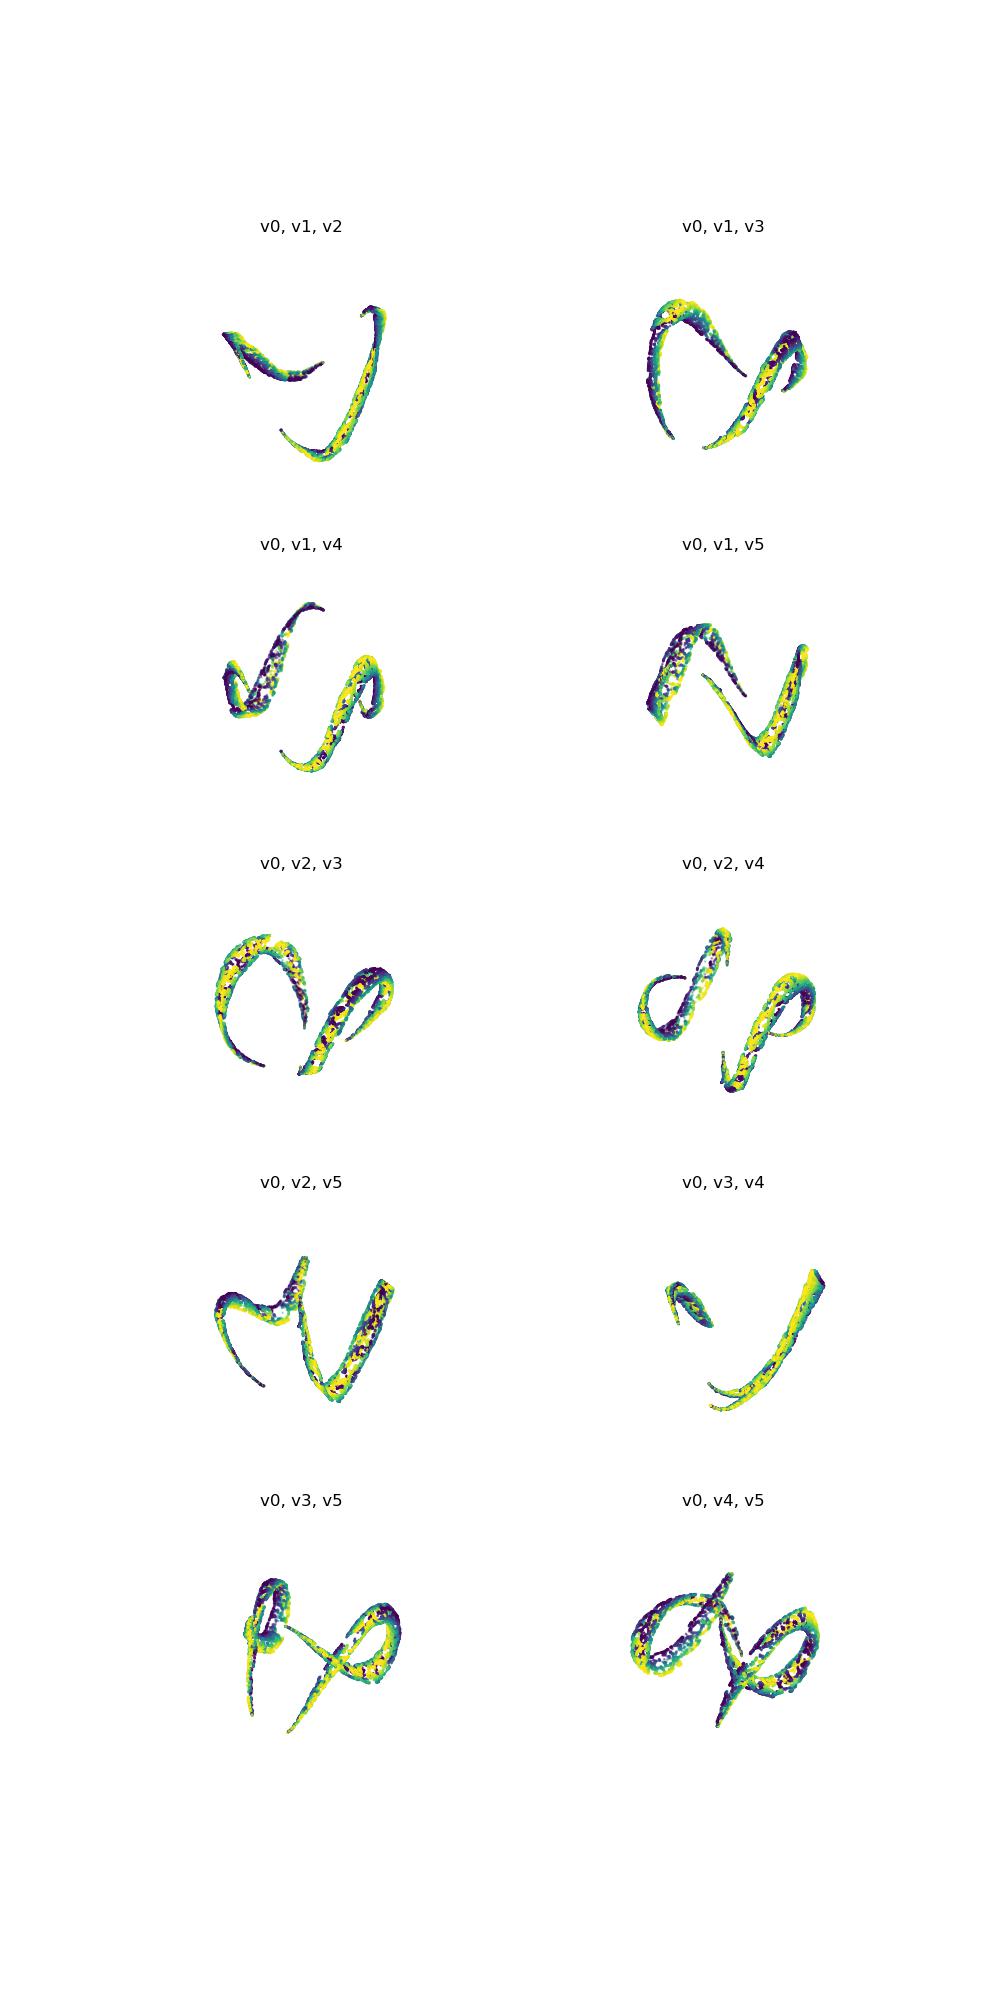 v0, v1, v2 v0, v1, v3
v0, v1, v4 v0, v1, v5
v0, v2, v3 v0, v2, v4
v0, v2, v5 v0, v3, v4
v0, v3, v5 v0, v4, v5